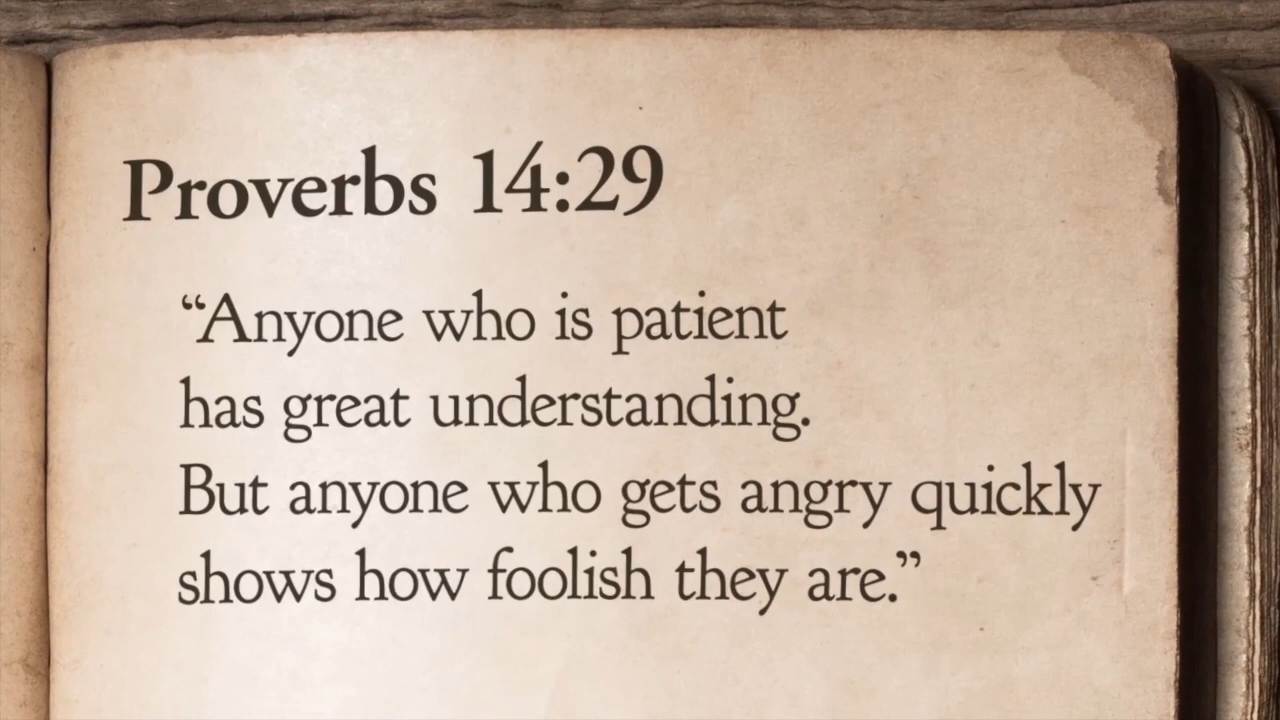 Proverbs 14:29
“Anyone who is patient
has great understanding.
But anyone who gets angry quickly
shows how foolish they are.”